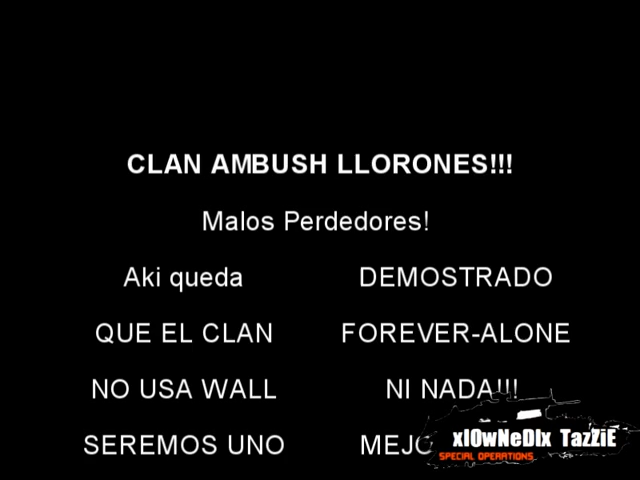 CLAN AMBUSH LLORONES!!!
Malos Perdedores!
Aki queda DEMOSTRADO
QUE EL CLAN FOREVER-ALONE
NO USA WALL NI NADA!!!
SEREMOS UNO
xIOwNeDIx TazZiE
SPECIAL OPERATIONS